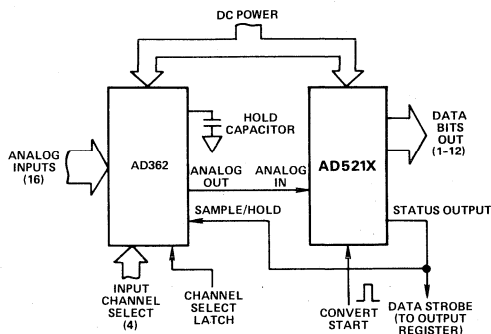 DC POWER
HOLD
CAPACITOR
ANALOG
INPUTS
(16)
AD362
ANALOG
OUT
ANALOG
IN
AD521X
DATA
BITS
OUT
(1-12)
SAMPLE/HOLD
STATUS OUTPUT
INPUT
CHANNEL
SELECT
(4)
CHANNEL
SELECT
LATCH
CONVERT
START
DATA STROBE
(TO OUTPUT
REGISTER)